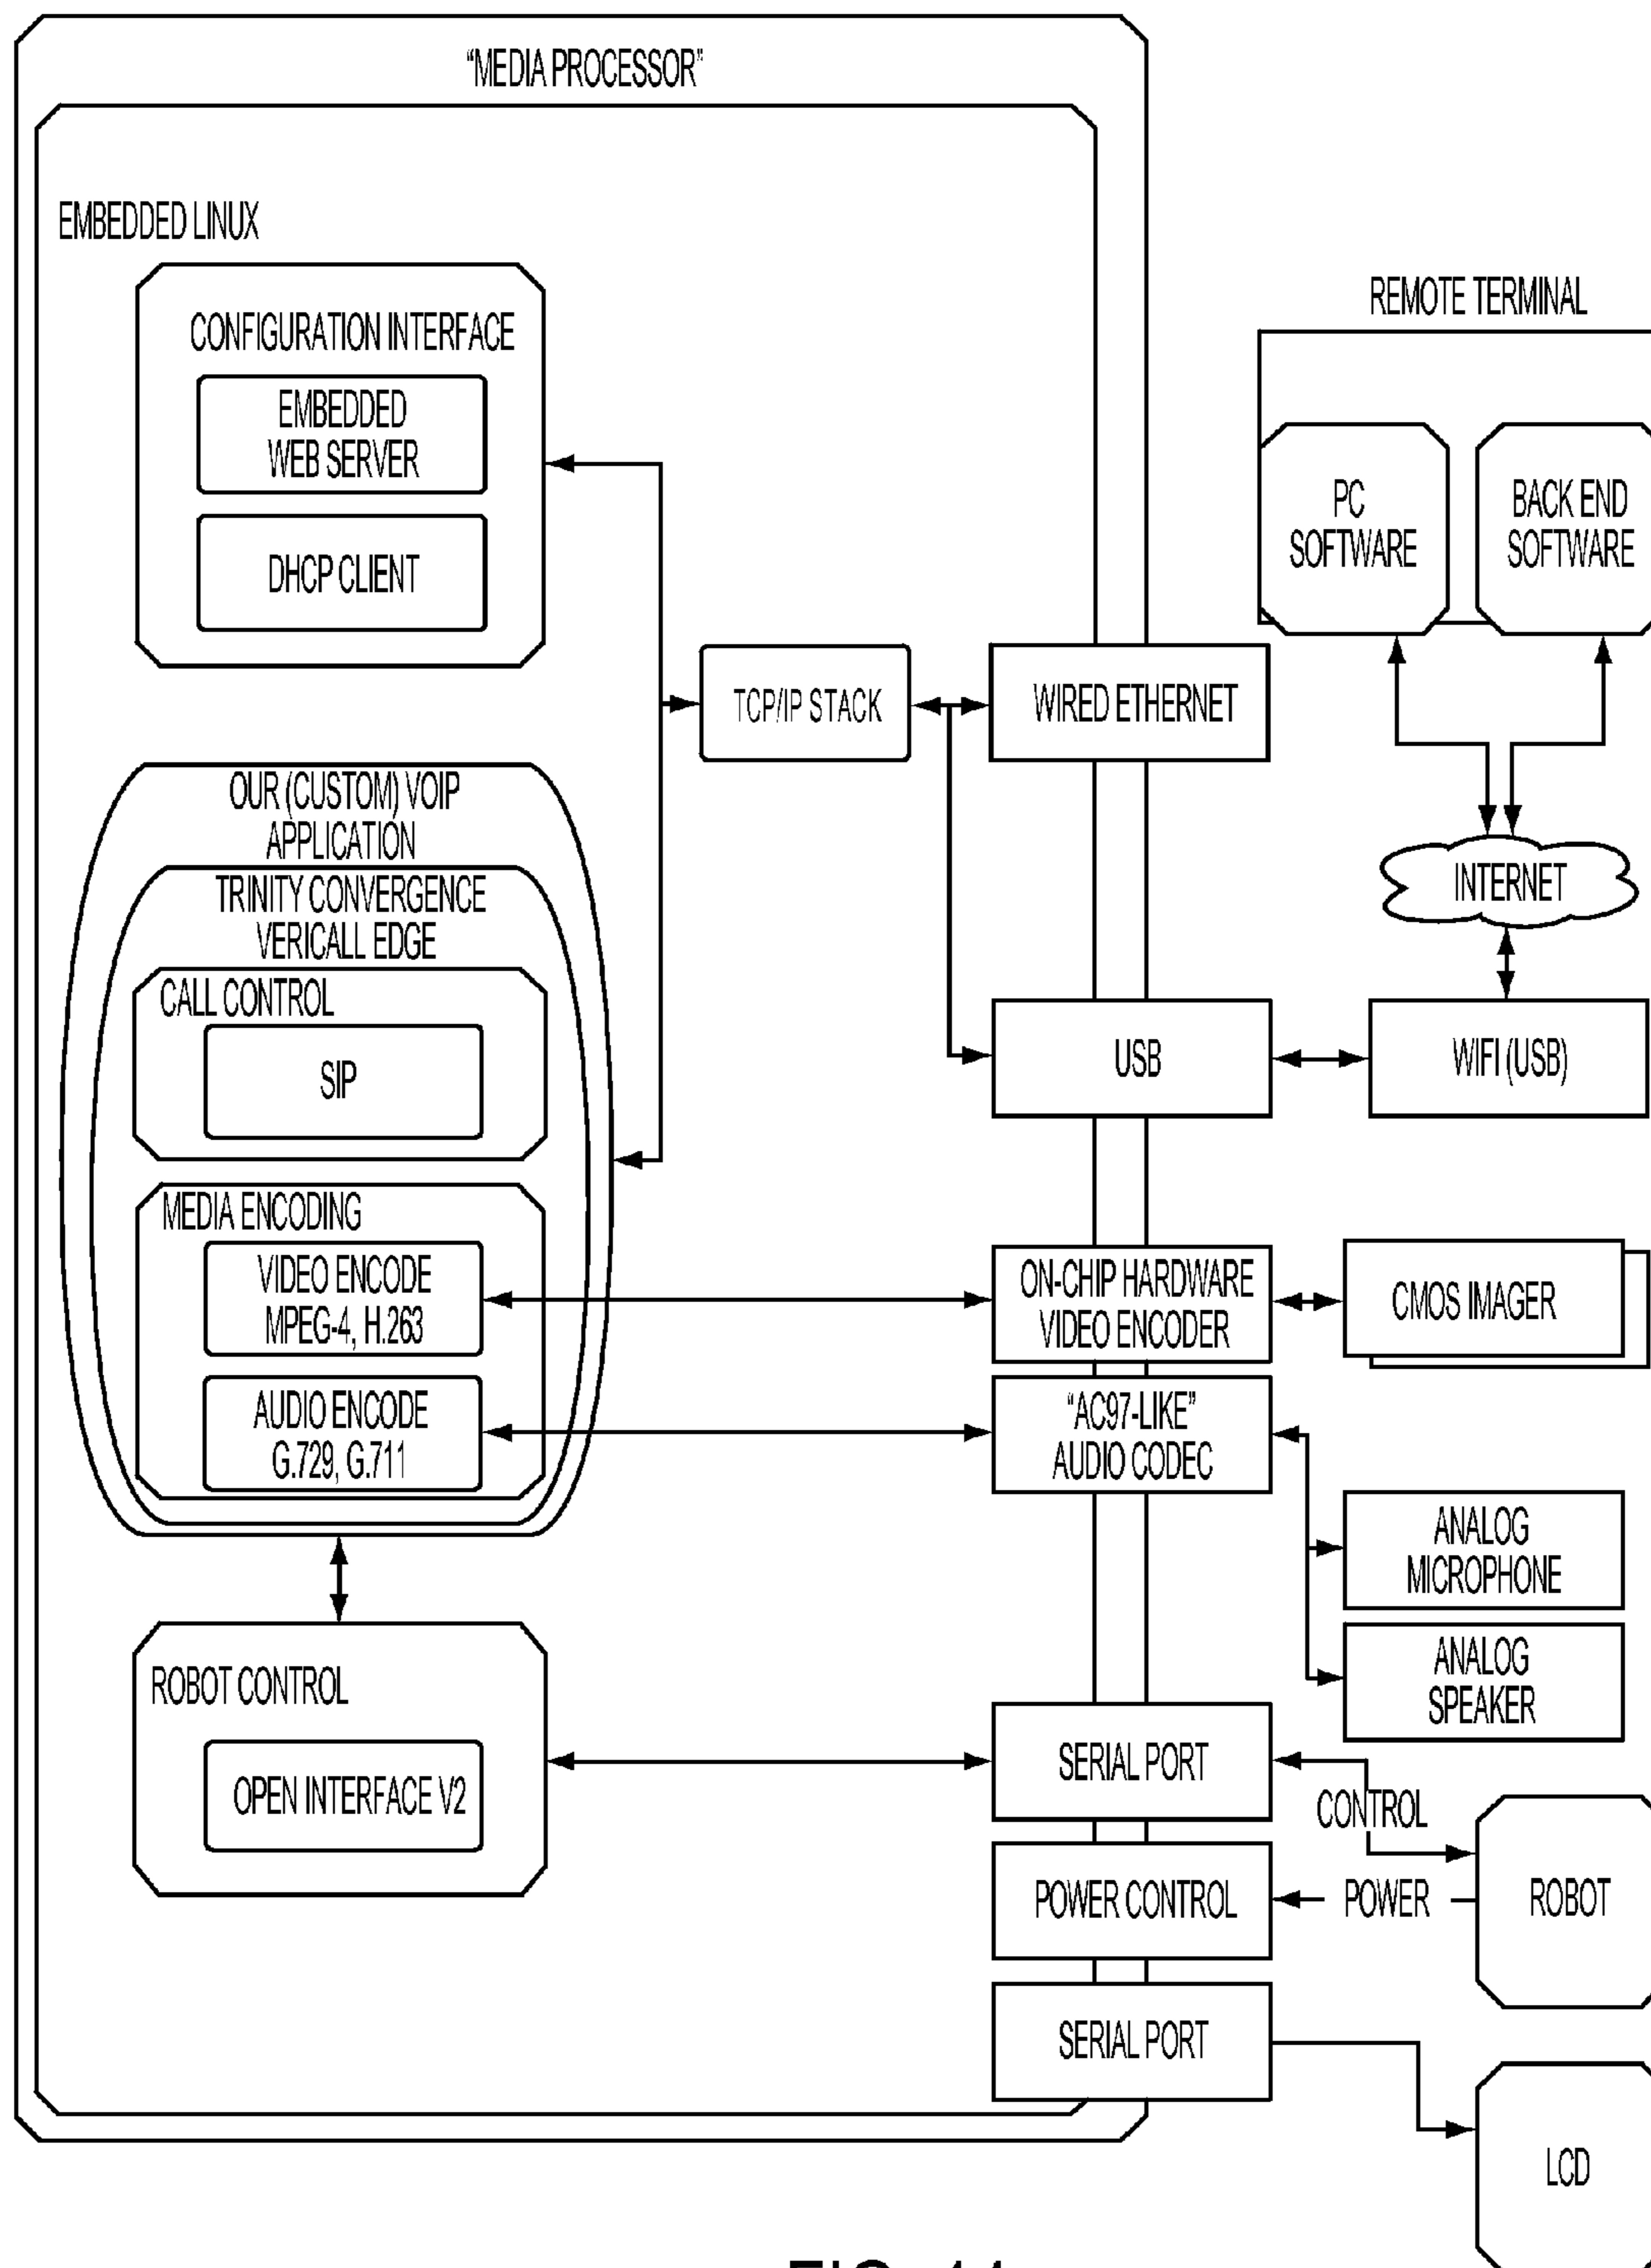 “MEDIA PROCESSOR”
EMBEDDED LINUX
CONFIGURATION INTERFACE
EMBEDDED
WEB SERVER
DHCP CLIENT
TCP/IP STACK
WIRED ETHERNET
REMOTE TERMINAL
PC
SOFTWARE
BACK END
SOFTWARE
INTERNET
OUR (CUSTOM) VOIP
APPLICATION
TRINITY CONVERGENCE
VERICALL EDGE
CALL CONTROL
SIP
USB
WIFI (USB)
MEDIA ENCODING
VIDEO ENCODE
MPEG-4, H.263
ON-CHIP HARDWARE
VIDEO ENCODER
CMOS IMAGER
AUDIO ENCODE
G.729, G.711
“AC97-LIKE”
AUDIO CODEC
ANALOG
MICROPHONE
ANALOG
SPEAKER
ROBOT CONTROL
OPEN INTERFACE V2
SERIAL PORT
CONTROL
POWER CONTROL
POWER
ROBOT
SERIAL PORT
LCD